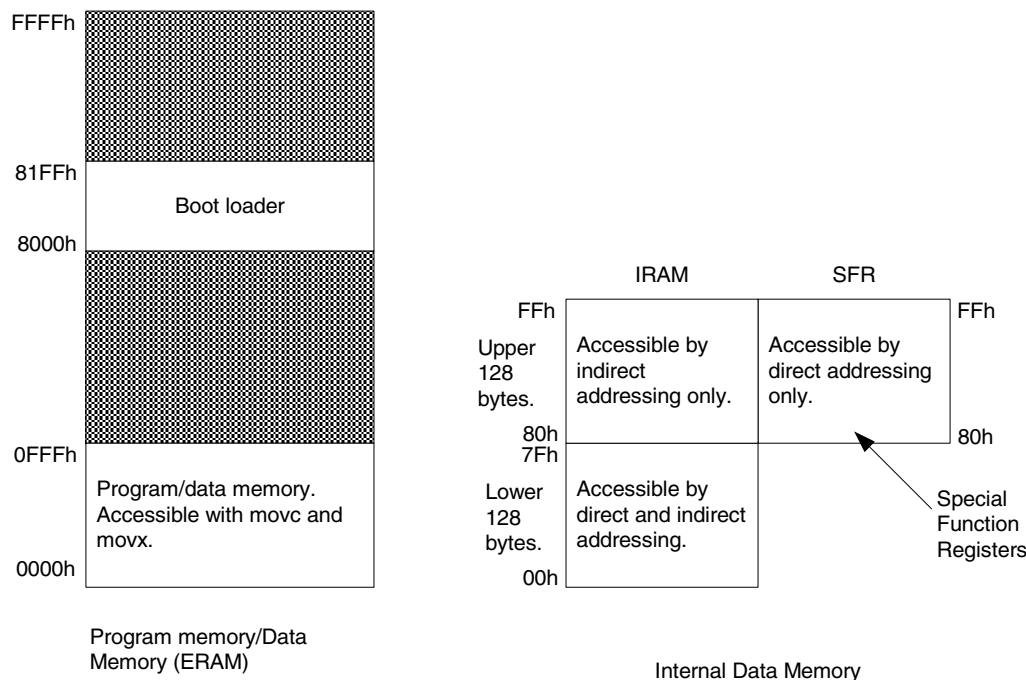 FFFFh
81FFh
Boot loader
8000h
0FFFh
Program/data memory.
Accessible with movc and
movx.
0000h
Program memory/Data
Memory (ERAM)
IRAM
SFR
FFh
FFh
Upper
128
bytes.
Accessible by
indirect
addressing only.
Accessible by
direct addressing
only.
80h
80h
7Fh
Lower
128
bytes.
Accessible by
direct and indirect
addressing.
00h
Special
Function
Registers
Internal Data Memory